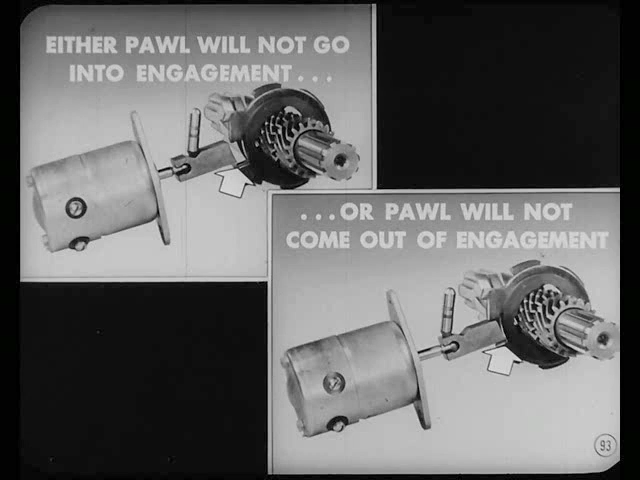 EITHER PAWL WILL NOT GO
INTO ENGAGEMENT...
...OR PAWL WILL NOT
COME OUT OF ENGAGEMENT
93